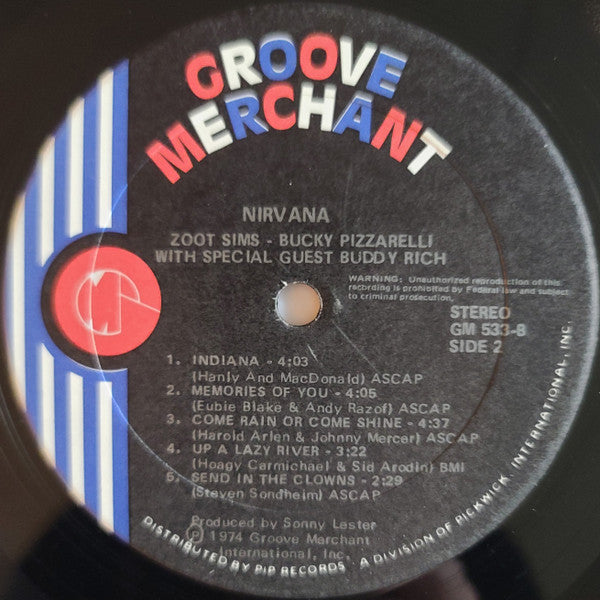 GROOVE
MERCHANT
NIRVANA
ZOOT SIMS - BUCKY PIZZARELLI
WITH SPECIAL GUEST BUDDY RICH
WARNING: Unauthorized reproduction of this
recording is prohibited by Federal law and subject
to criminal prosecution.
STEREO
GM 533-B
SIDE 2
1. INDIANA - 4:03
(Hanly And MacDonald) ASCAP
2. MEMORIES OF YOU - 4:05
(Eubie Blake & Andy Razof) ASCAP
3. COME RAIN OR COME SHINE - 4:37
(Harold Arlen & Johnny Mercer) ASCAP
4. UP A LAZY RIVER - 3:22
(Hoagy Carmichael & Sid Arodin) BMI
5. SEND IN THE CLOWNS - 2:29
(Steven Sondheim) ASCAP
Produced by Sonny Lester
℗ 1974 Groove Merchant
International, Inc.
DISTRIBUTED BY PIP RECORDS · A DIVISION OF PICKWICK INTERNATIONAL, INC.